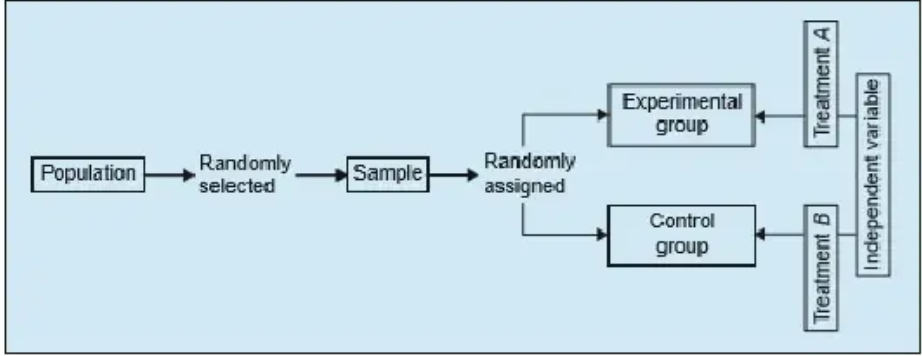 Population
Randomly
selected
Sample
Randomly
assigned
Experimental
group
Control
group
Treatment A
Treatment B
Independent variable